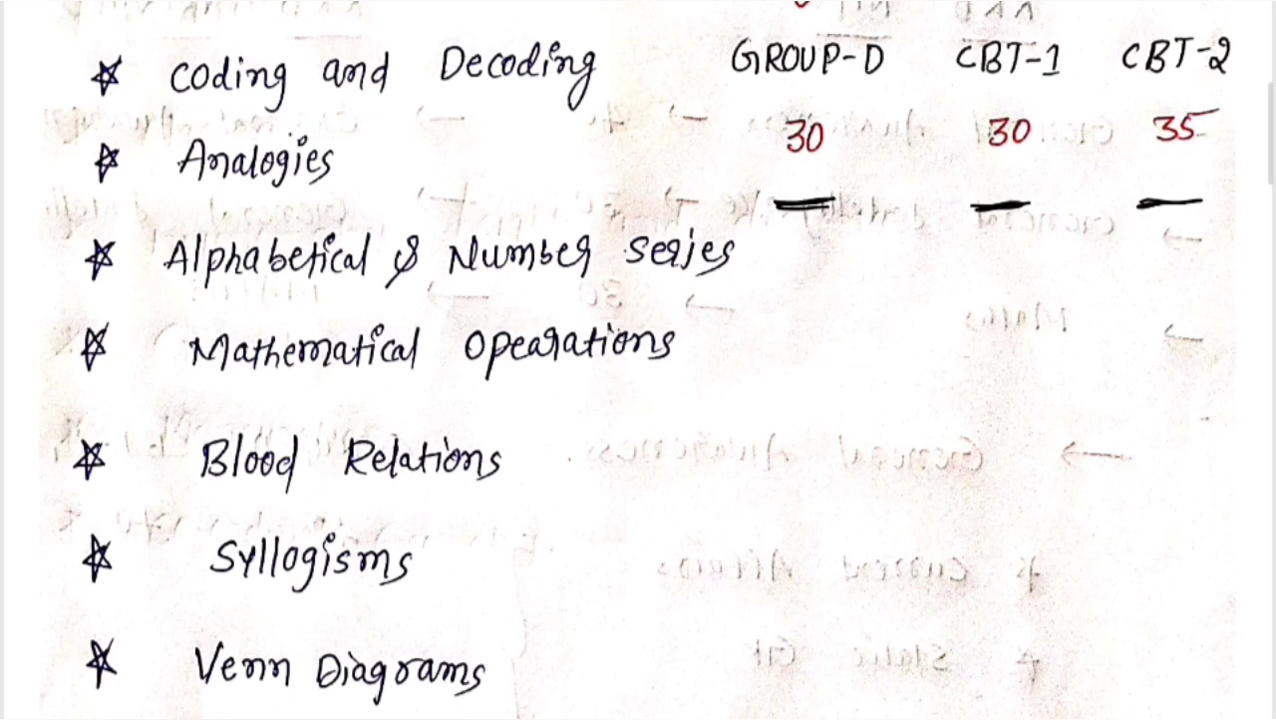 ☆ Coding and Decoding GROUP-D CBT-1 CBT-2
☆ Analogies 30 30 35
☆ Alphabetical & Number series
☆ Mathematical Opearations
☆ Blood Relations
☆ Syllogisms
☆ Venn Diagrams